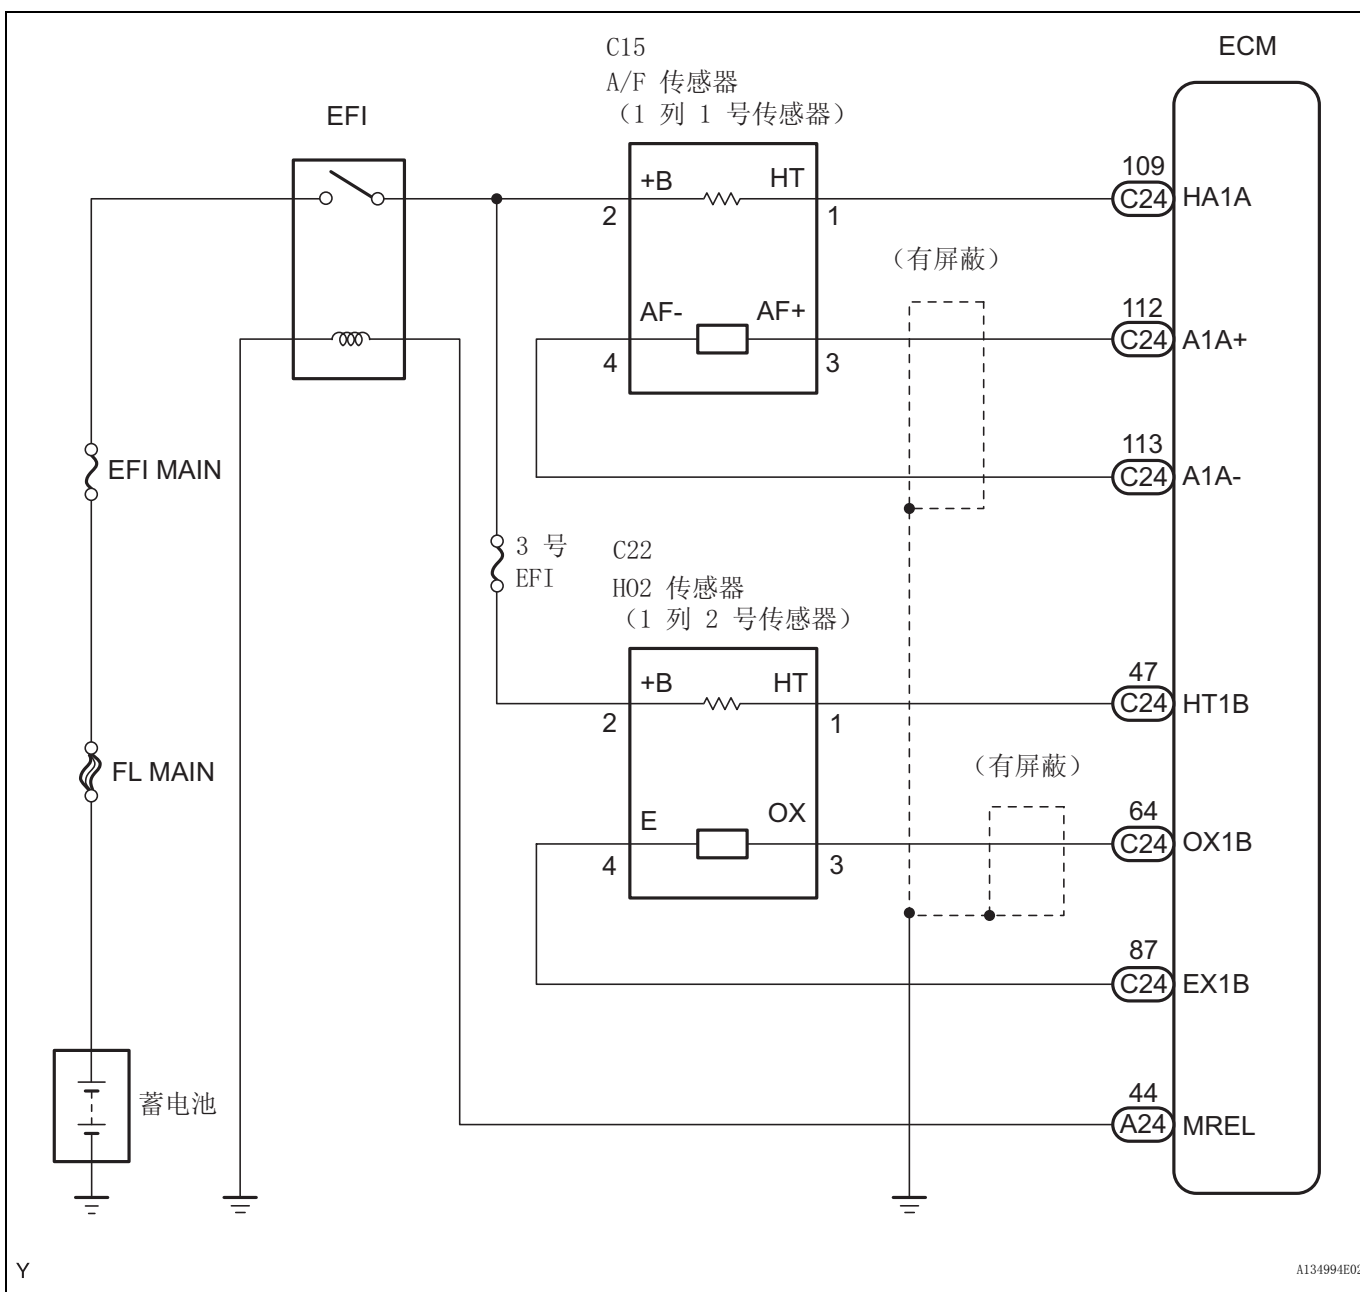 C15
ECM
A/F 传感器
（1 列 1 号传感器）
EFI
+B
HT
2
1
109
C24
HA1A
（有屏蔽）
AF-
AF+
4
3
112
C24
A1A+
113
C24
A1A-
EFI MAIN
3 号
EFI
C22
HO2 传感器
（1 列 2 号传感器）
+B
HT
2
1
47
C24
HT1B
FL MAIN
（有屏蔽）
E
OX
4
3
64
C24
OX1B
87
C24
EX1B
蓄电池
44
A24
MREL
Y
A134994E02